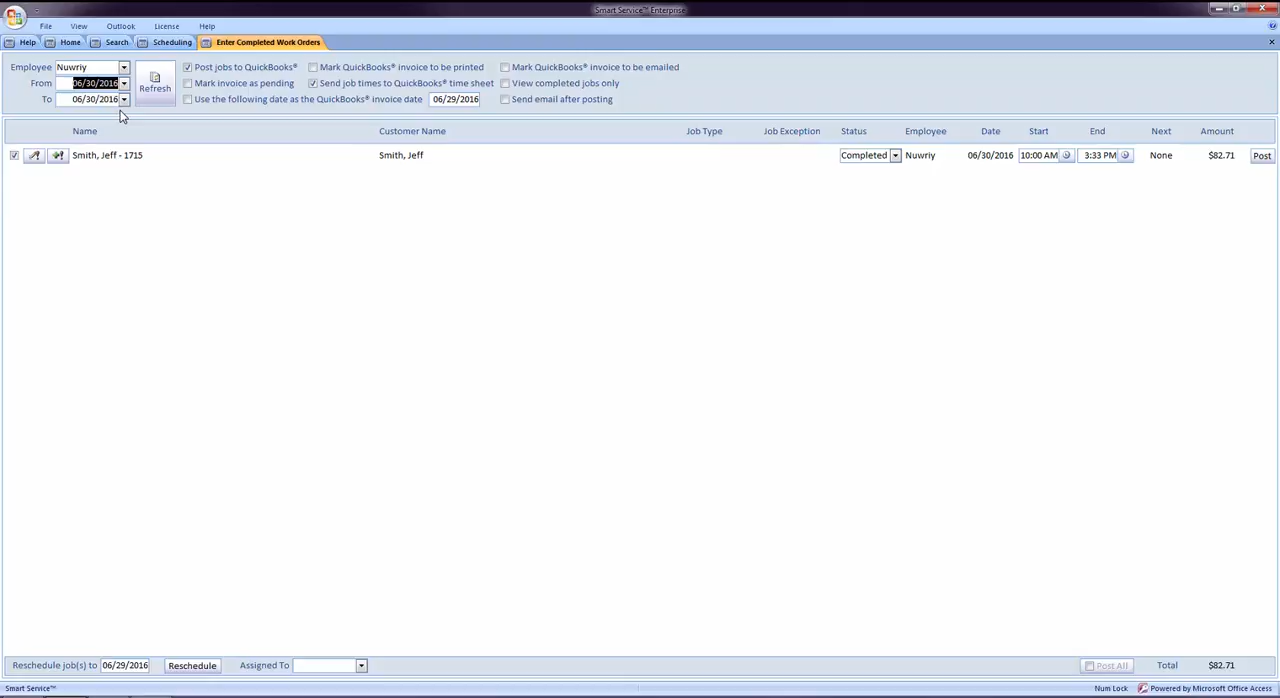 Smart Service™ Enterprise
File View Outlook License Help
Help Home Search Scheduling Enter Completed Work Orders
Employee Nuwriy Post jobs to QuickBooks® Mark QuickBooks® invoice to be printed Mark QuickBooks® invoice to be emailed
From 06/30/2016 Refresh Mark invoice as pending Send job times to QuickBooks® time sheet View completed jobs only
To 06/30/2016 Use the following date as the QuickBooks® invoice date 06/29/2016 Send email after posting
Name Customer Name Job Type Job Exception Status Employee Date Start End Next Amount
Smith, Jeff - 1715 Smith, Jeff Completed Nuwriy 06/30/2016 10:00 AM 3:33 PM None $82.71 Post
Reschedule job(s) to 06/29/2016 Reschedule Assigned To Post All Total $82.71
Smart Service™ Num Lock Powered by Microsoft Office Access